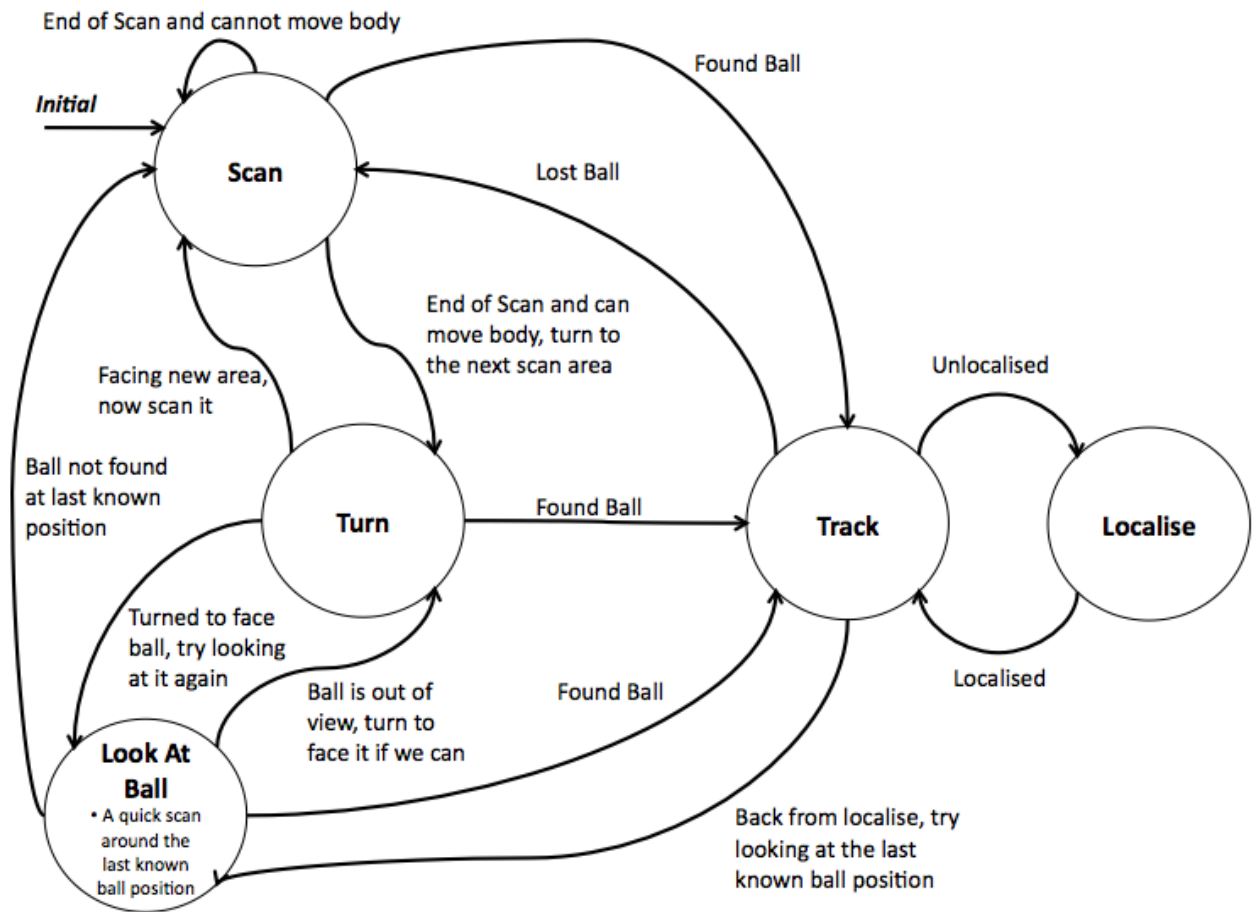 End of Scan and cannot move body
Found Ball
Initial
Scan
Lost Ball
End of Scan and can
move body, turn to
the next scan area
Facing new area,
now scan it
Unlocalised
Ball not found
at last known
position
Turn
Found Ball
Track
Localise
Turned to face
ball, try looking
at it again
Ball is out of
view, turn to
face it if we can
Found Ball
Localised
Look At
Ball
• A quick scan
around the
last known
ball position
Back from localise, try
looking at the last
known ball position